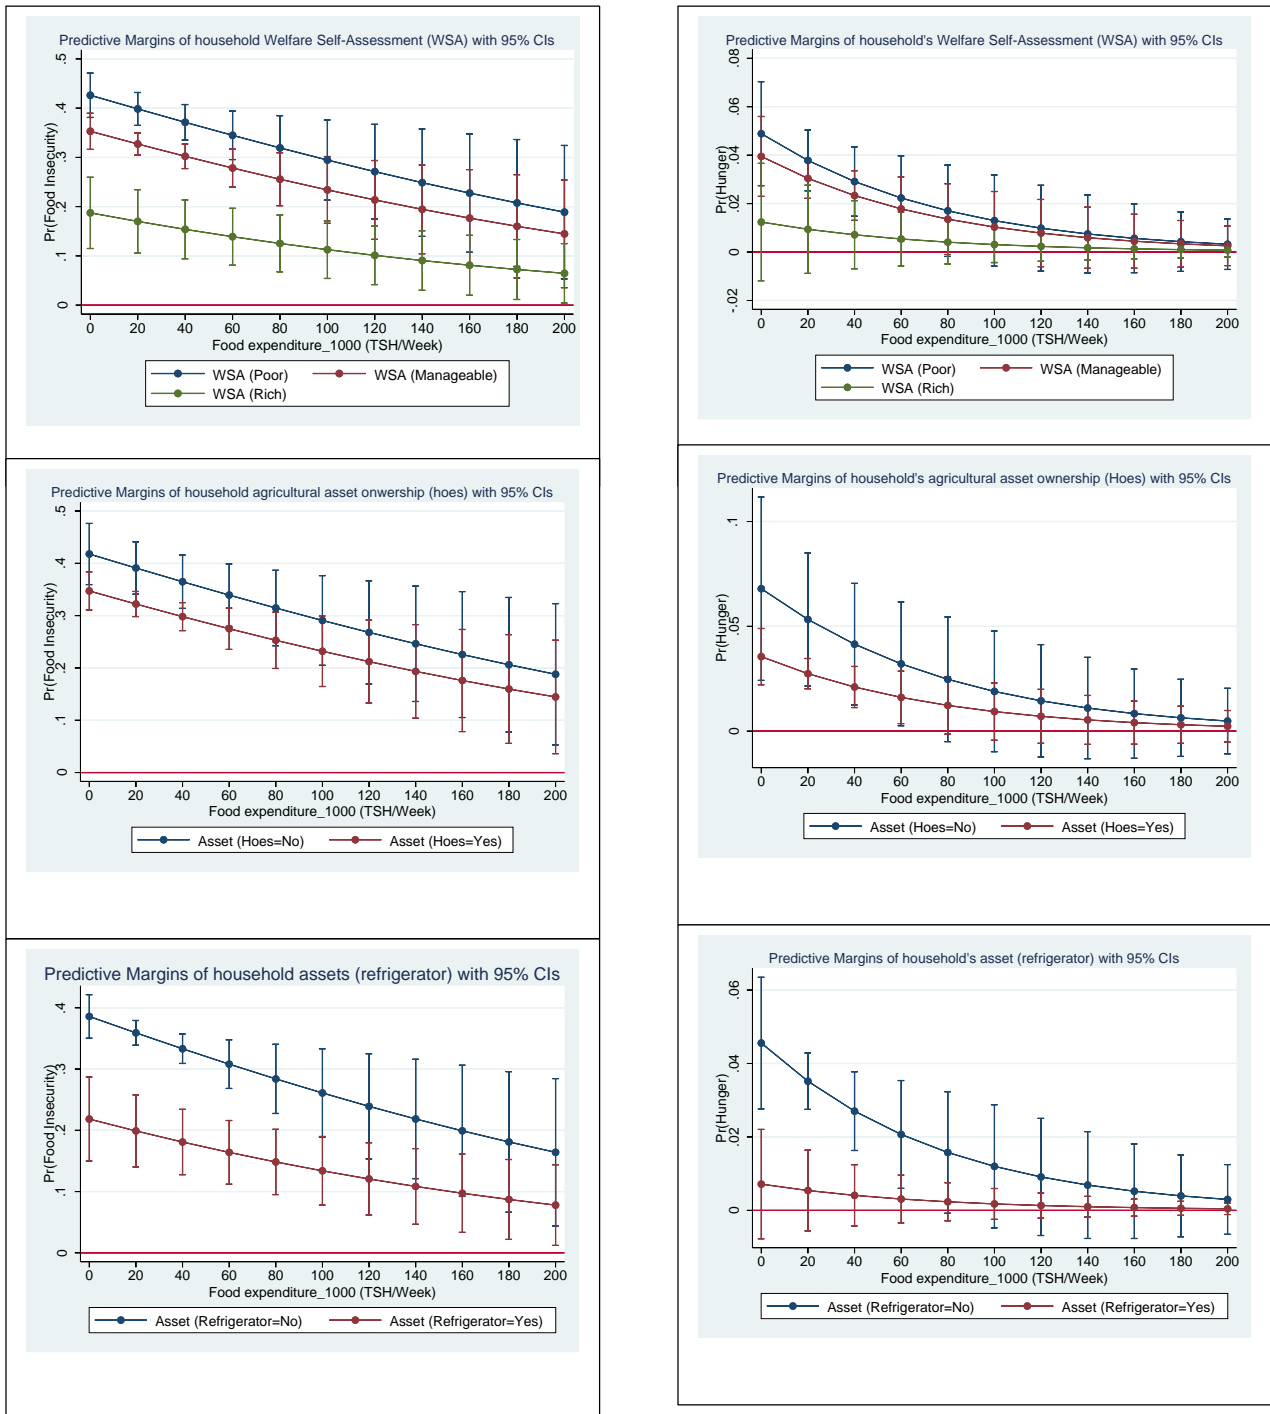 Predictive Margins of household Welfare Self-Assessment (WSA) with 95% CIs
Pr(Food Insecurity)
0 .1 .2 .3 .4 .5
0 20 40 60 80 100 120 140 160 180 200
Food expenditure_1000 (TSH/Week)
WSA (Poor) WSA (Manageable)
WSA (Rich)
Predictive Margins of household's Welfare Self-Assessment (WSA) with 95% CIs
Pr(Hunger)
-.02 0 .02 .04 .06 .08
0 20 40 60 80 100 120 140 160 180 200
Food expenditure_1000 (TSH/Week)
WSA (Poor) WSA (Manageable)
WSA (Rich)
Predictive Margins of household agricultural asset onwership (hoes) with 95% CIs
Pr(Food Insecurity)
0 .1 .2 .3 .4 .5
0 20 40 60 80 100 120 140 160 180 200
Food expenditure_1000 (TSH/Week)
Asset (Hoes=No) Asset (Hoes=Yes)
Predictive Margins of household's agricultural asset ownership (Hoes) with 95% CIs
Pr(Hunger)
0 .05 .1
0 20 40 60 80 100 120 140 160 180 200
Food expenditure_1000 (TSH/Week)
Asset (Hoes=No) Asset (Hoes=Yes)
Predictive Margins of household assets (refrigerator) with 95% CIs
Pr(Food Insecurity)
0 .1 .2 .3 .4
0 20 40 60 80 100 120 140 160 180 200
Food expenditure_1000 (TSH/Week)
Asset (Refrigerator=No) Asset (Refrigerator=Yes)
Predictive Margins of household's asset (refrigerator) with 95% CIs
Pr(Hunger)
0 .02 .04 .06
0 20 40 60 80 100 120 140 160 180 200
Food expenditure_1000 (TSH/Week)
Asset (Refrigerator=No) Asset (Refrigerator=Yes)